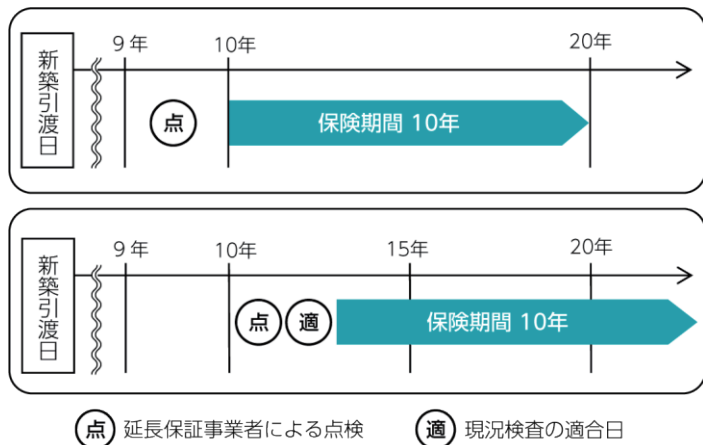 新築引渡日
9年
10年
20年
点
保険期間 10年
新築引渡日
9年
10年
15年
20年
点
適
保険期間 10年
点 延長保証事業者による点検
適 現況検査の適合日